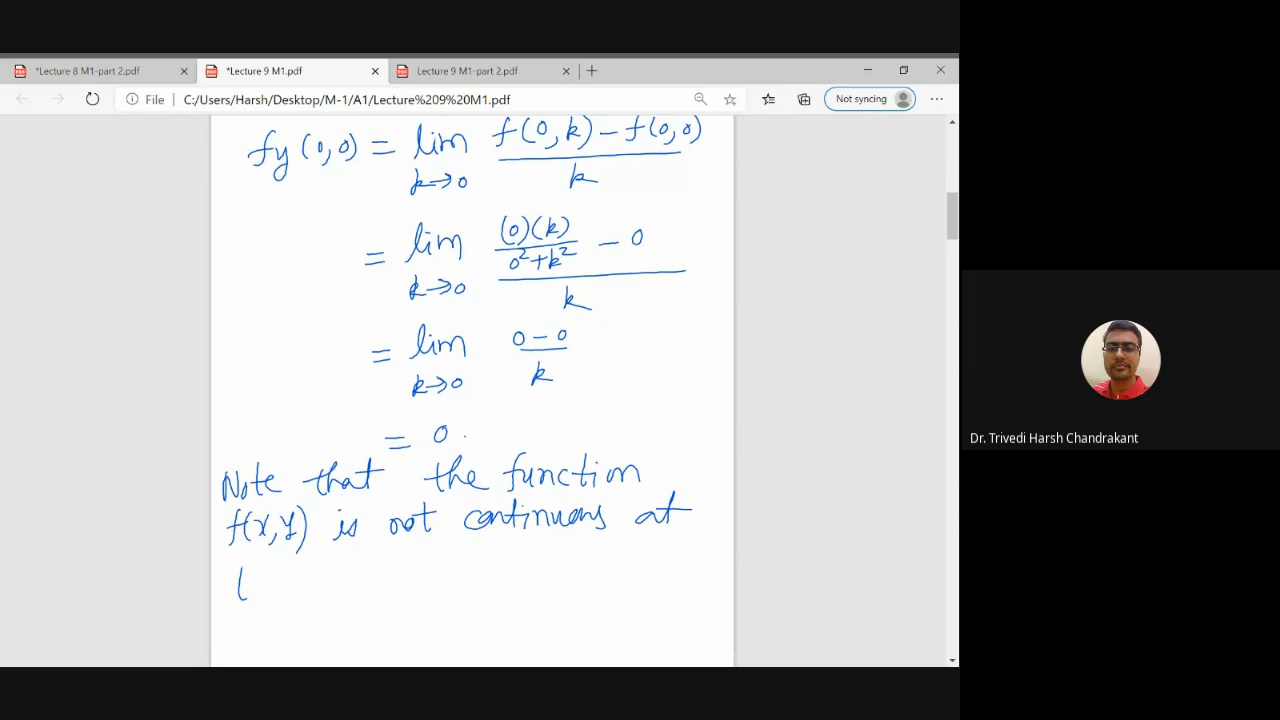 *Lecture 8 M1-part 2.pdf
*Lecture 9 M1.pdf
Lecture 9 M1-part 2.pdf
File
C:/Users/Harsh/Desktop/M-1/A1/Lecture%209%20M1.pdf
Not syncing
fy (0,0) = lim k→0 f(0,k) − f(0,0) / k
= lim k→0 (0)(k) / 0²+k² − 0 / k
= lim k→0 0−0 / k
= 0.
Note that the function
f(x,y) is not continuous at
(
Dr. Trivedi Harsh Chandrakant